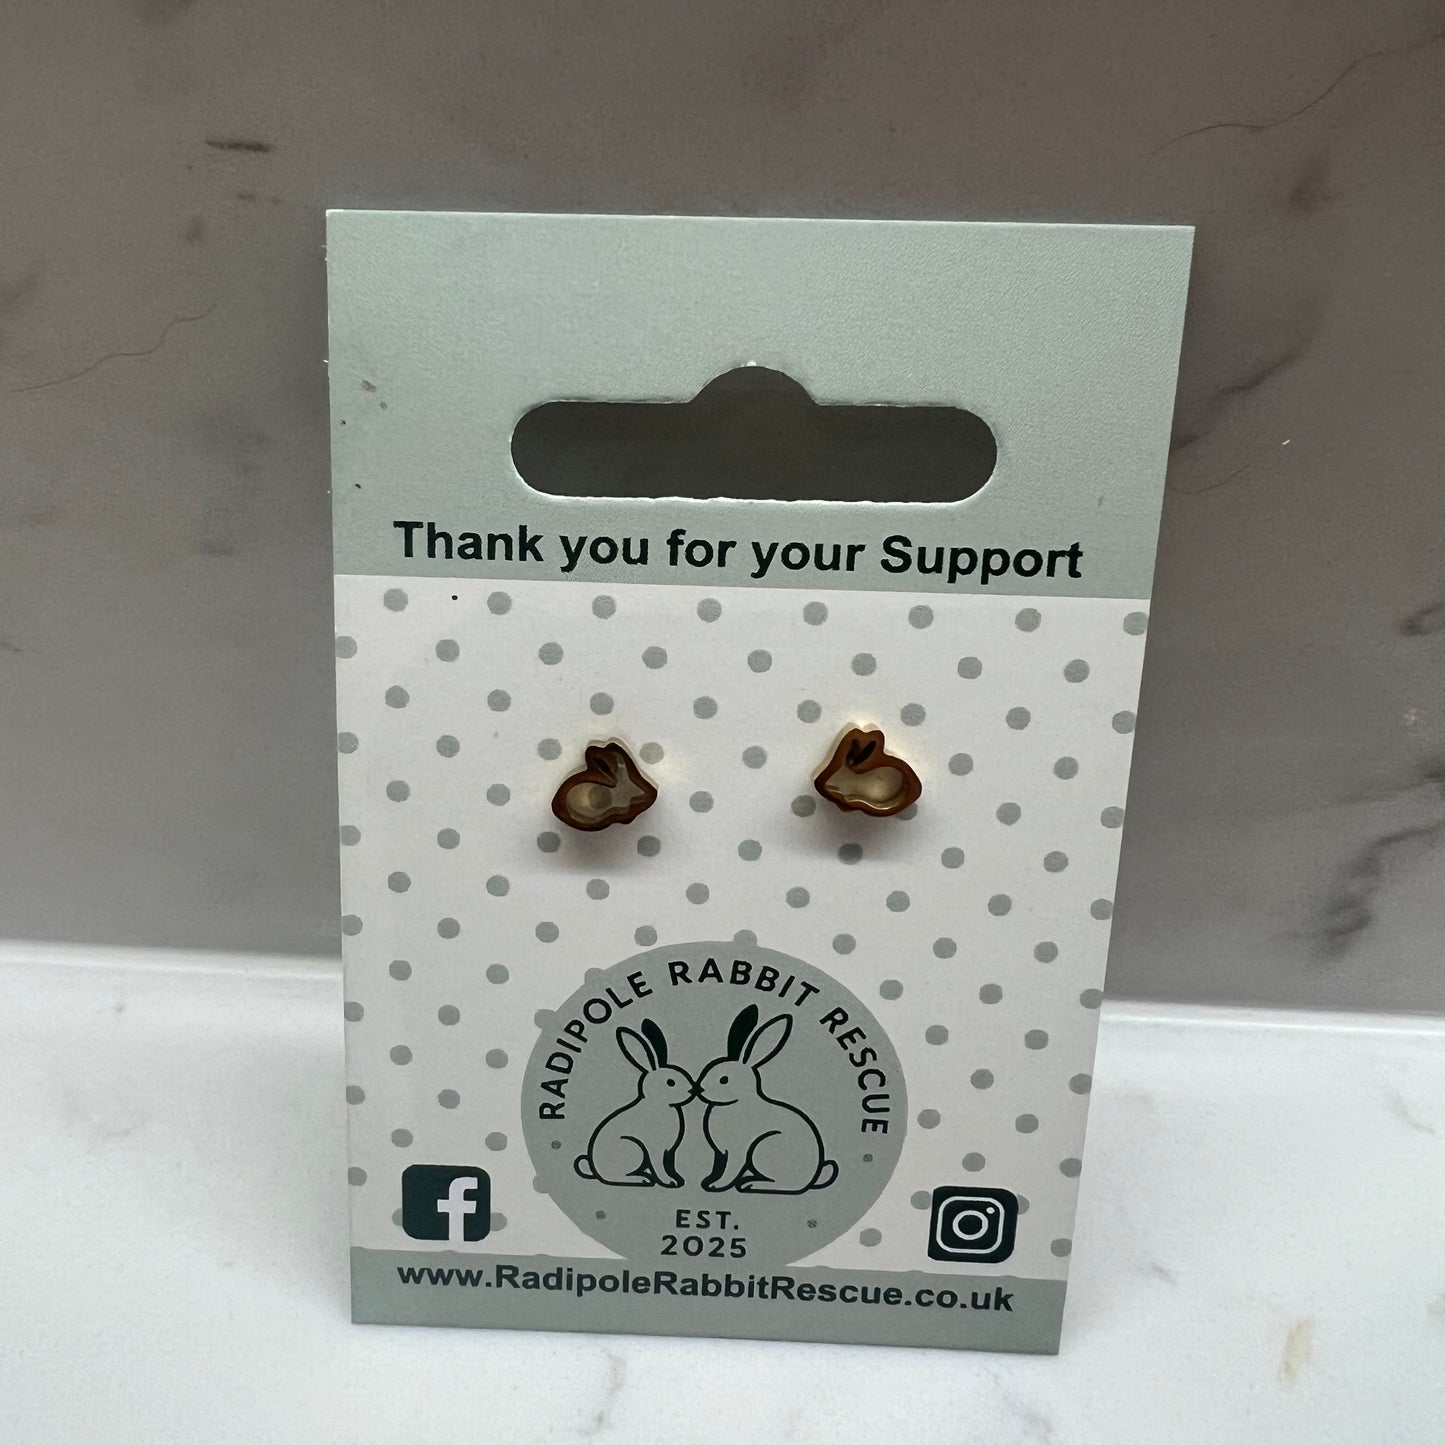 Thank you for your Support
RADIPOLE RABBIT RESCUE
EST.
2025
www.RadipoleRabbitRescue.co.uk